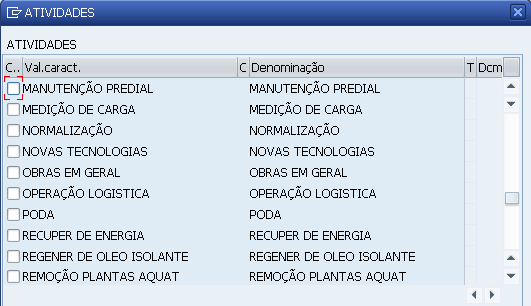 ATIVIDADES
ATIVIDADES
C.. Val.caract. C Denominação T Dcm
MANUTENÇÃO PREDIAL MANUTENÇÃO PREDIAL
MEDIÇÃO DE CARGA MEDIÇÃO DE CARGA
NORMALIZAÇÃO NORMALIZAÇÃO
NOVAS TECNOLOGIAS NOVAS TECNOLOGIAS
OBRAS EM GERAL OBRAS EM GERAL
OPERAÇÃO LOGISTICA OPERAÇÃO LOGISTICA
PODA PODA
RECUPER DE ENERGIA RECUPER DE ENERGIA
REGENER DE OLEO ISOLANTE REGENER DE OLEO ISOLANTE
REMOÇÃO PLANTAS AQUAT REMOÇÃO PLANTAS AQUAT